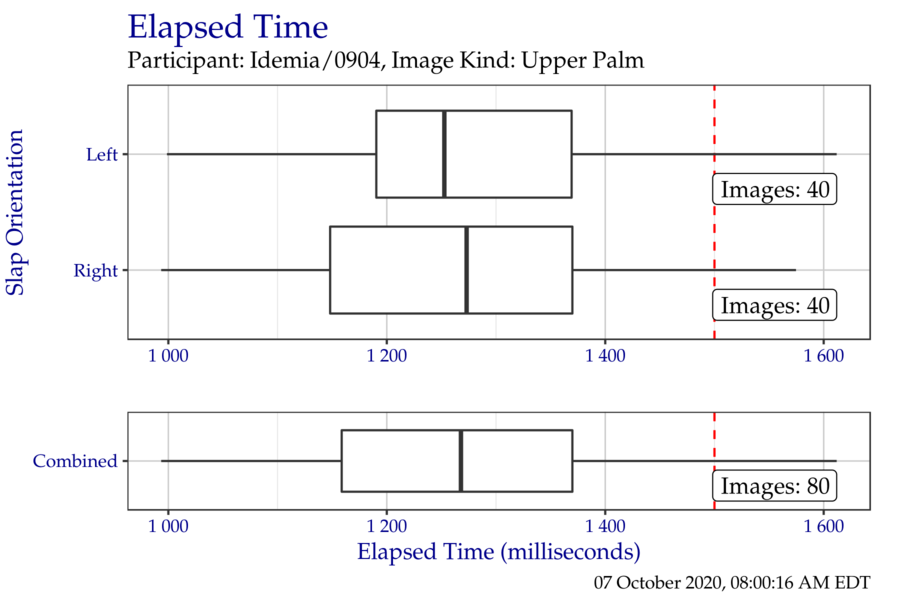 Elapsed Time
Participant: Idemia/0904, Image Kind: Upper Palm
Slap Orientation
Left
Images: 40
Right
Images: 40
1 000 1 200 1 400 1 600
Combined
Images: 80
1 000 1 200 1 400 1 600
Elapsed Time (milliseconds)
07 October 2020, 08:00:16 AM EDT